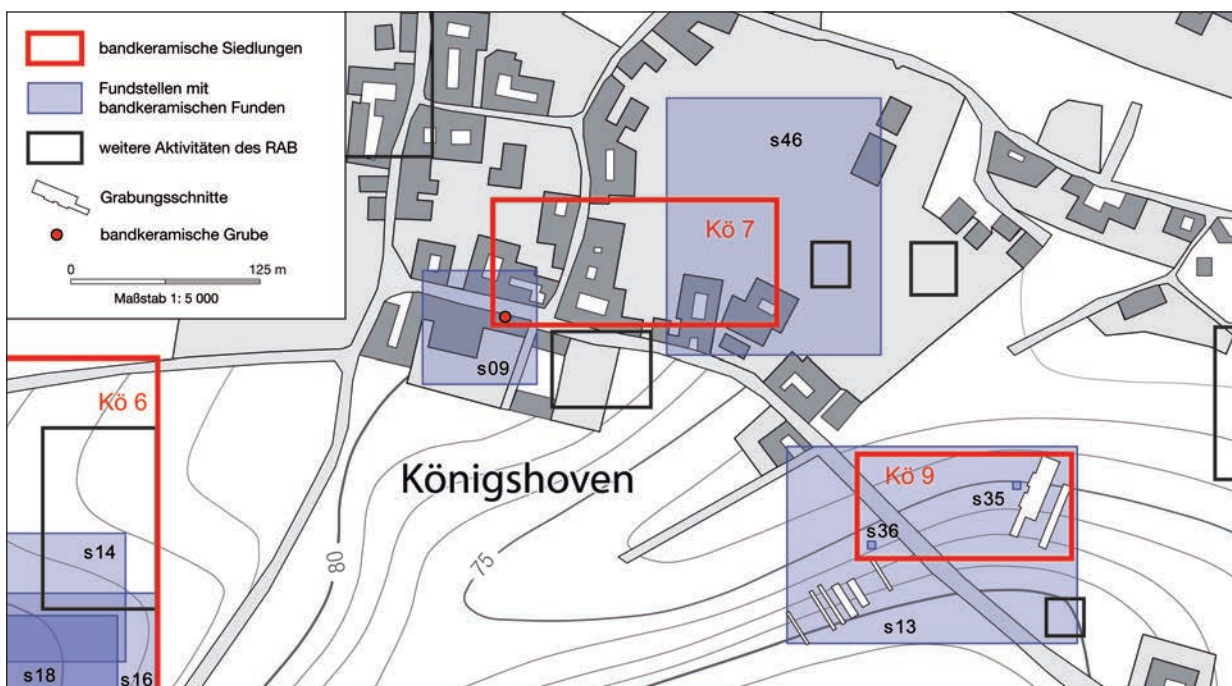 bandkeramische Siedlungen
Fundstellen mit
bandkeramischen Funden
weitere Aktivitäten des RAB
Grabungsschnitte
bandkeramische Grube
0 125 m
Maßstab 1: 5 000
s46
Kö 7
s09
Kö 6
Königshoven
80
75
Kö 9
s35
s36
s14
s13
s18
s16